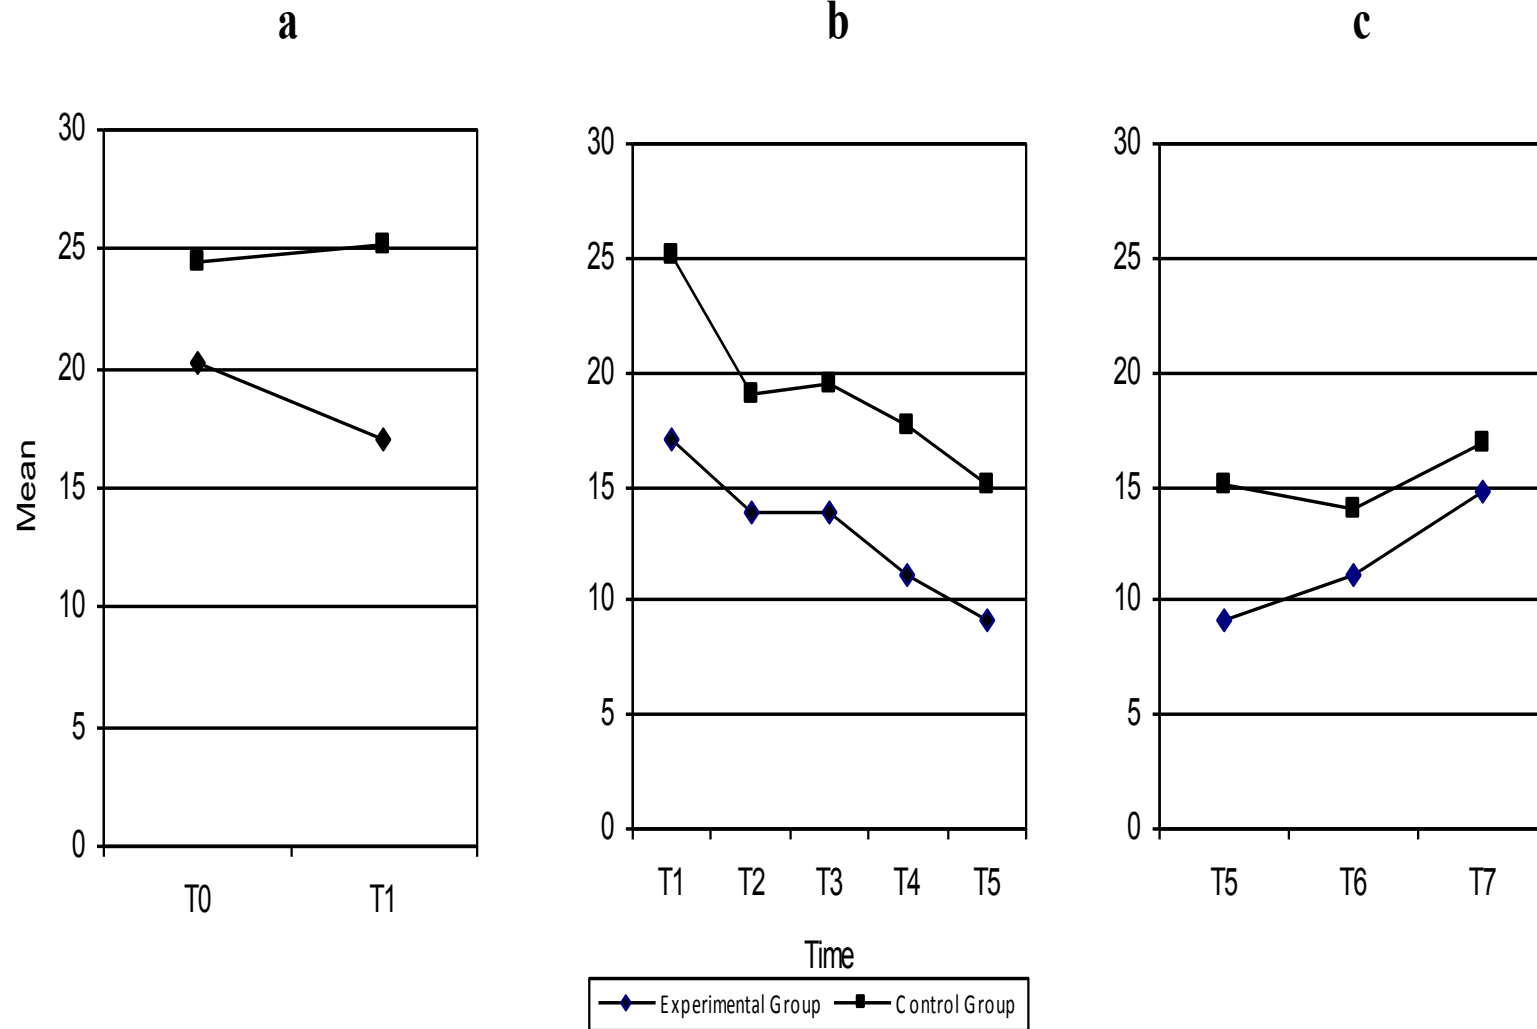 a b c
30 30 30
25 25 25
20 20 20
15 15 15
10 10 10
5 5 5
0 0 0
Mean
T0 T1
T1 T2 T3 T4 T5
T5 T6 T7
Time
Experimental Group Control Group